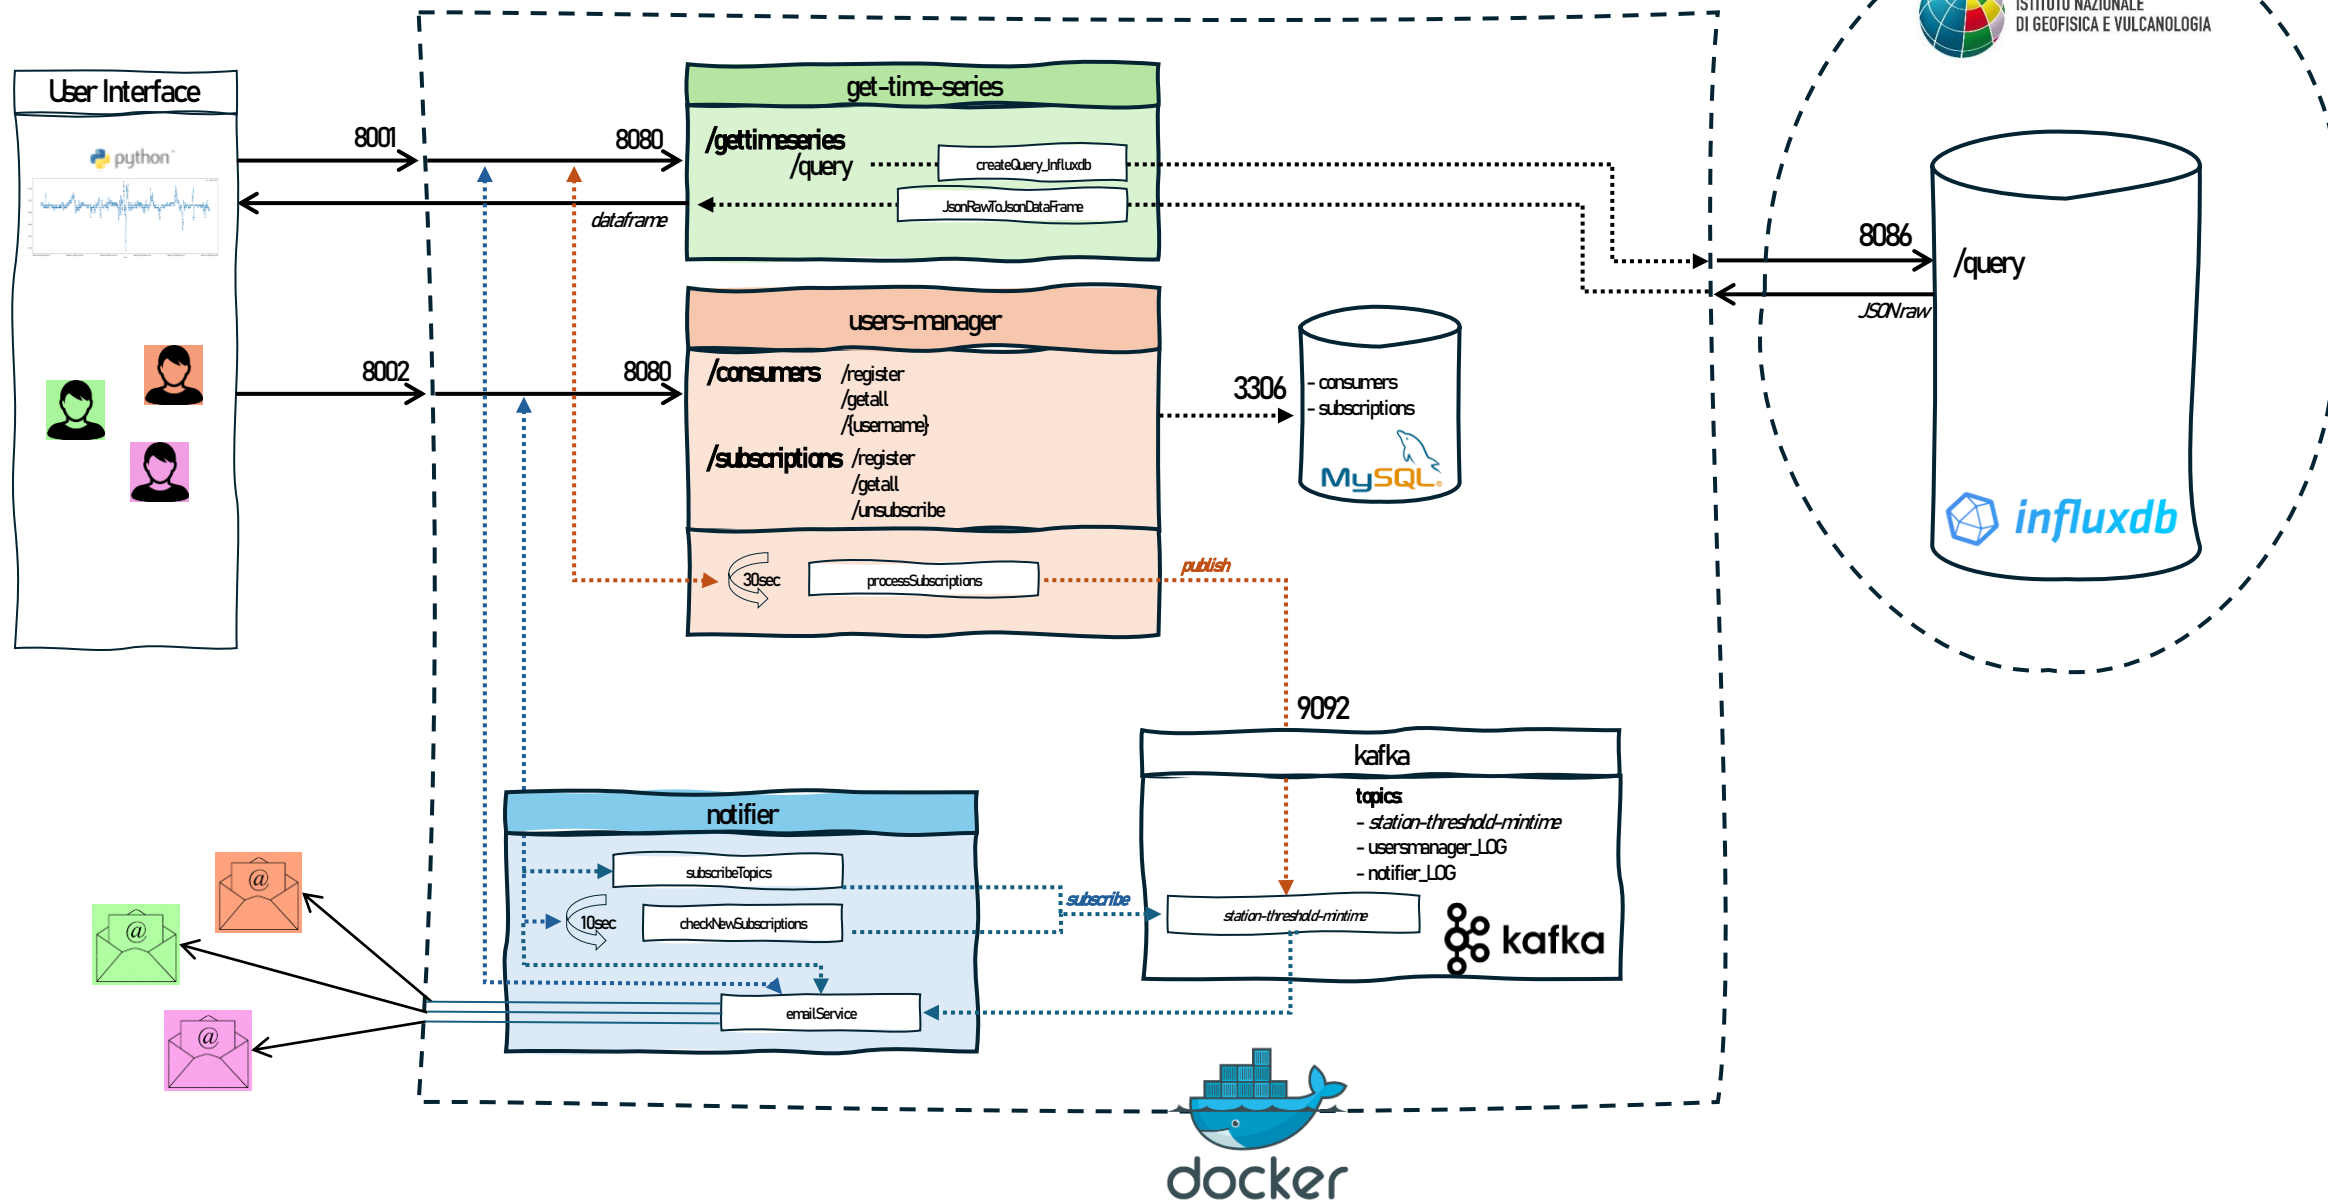 ISTITUTO NAZIONALE
DI GEOFISICA E VULCANOLOGIA
User Interface
python
8001
8080
get-time-series
/gettimeseries
/query
createQuery_Influxdb
JsonRawToJsonDataFrame
dataframe
8086
/query
JSONraw
influxdb
8002
8080
users-manager
/consumers
/register
/getall
/{username}
/subscriptions
/register
/getall
/unsubscribe
30sec
processSubscriptions
publish
3306
- consumers
- subscriptions
MySQL
9092
kafka
topics:
- station-threshold-mintime
- usersmanager_LOG
- notifier_LOG
station-threshold-mintime
kafka
notifier
subscribeTopics
10sec
checkNewSubscriptions
subscribe
emailService
@
@
@
docker